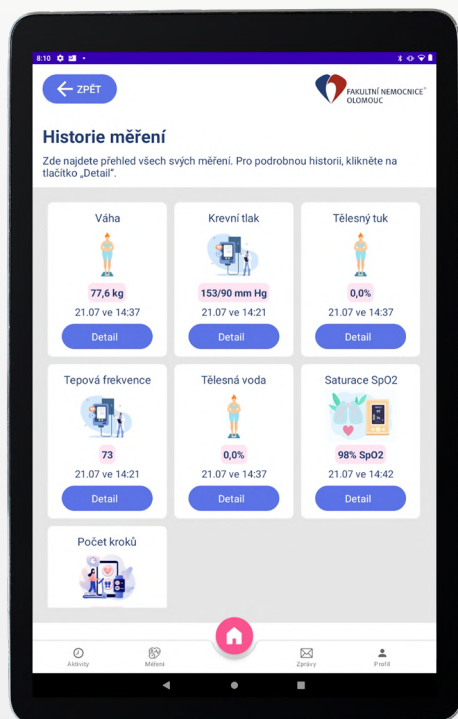 8:10
ZPĚT
FAKULTNÍ NEMOCNICE®
OLOMOUC
Historie měření
Zde najdete přehled všech svých měření. Pro podrobnou historii, klikněte na
tlačítko „Detail“.
Váha
77,6 kg
21.07 ve 14:37
Detail
Krevní tlak
153/90 mm Hg
21.07 ve 14:21
Detail
Tělesný tuk
0,0%
21.07 ve 14:37
Detail
Tepová frekvence
73
21.07 ve 14:21
Detail
Tělesná voda
0,0%
21.07 ve 14:37
Detail
Saturace SpO2
98% SpO2
21.07 ve 14:42
Detail
Počet kroků
Aktivity
Měření
Zprávy
Profil